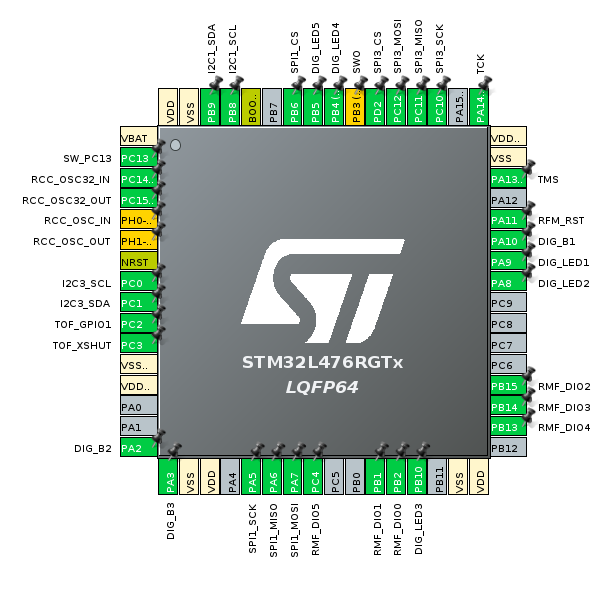 I2C1_SDA
I2C1_SCL
SPI1_CS
DIG_LED5
DIG_LED4
SWO
SPI3_CS
SPI3_MOSI
SPI3_MISO
SPI3_SCK
TCK
VDD
VSS
PB9
PB8
BOO..
PB7
PB6
PB5
PB4 (..
PB3 (..
PD2
PC12
PC11
PC10
PA15..
PA14..
VBAT
SW_PC13 PC13..
RCC_OSC32_IN PC14..
RCC_OSC32_OUT PC15..
RCC_OSC_IN PH0-..
RCC_OSC_OUT PH1-..
NRST
I2C3_SCL PC0
I2C3_SDA PC1
TOF_GPIO1 PC2
TOF_XSHUT PC3
VSS..
VDD..
PA0
PA1
DIG_B2 PA2
ST
STM32L476RGTx
LQFP64
VDD..
VSS
PA13.. TMS
PA12
PA11 RFM_RST
PA10 DIG_B1
PA9 DIG_LED1
PA8 DIG_LED2
PC9
PC8
PC7
PC6
PB15 RMF_DIO2
PB14 RMF_DIO3
PB13 RMF_DIO4
PB12
PA3
VSS
VDD
PA4
PA5
PA6
PA7
PC4
PC5
PB0
PB1
PB2
PB10
PB11
VSS
VDD
DIG_B3
SPI1_SCK
SPI1_MISO
SPI1_MOSI
RMF_DIO5
RMF_DIO1
RMF_DIO0
DIG_LED3